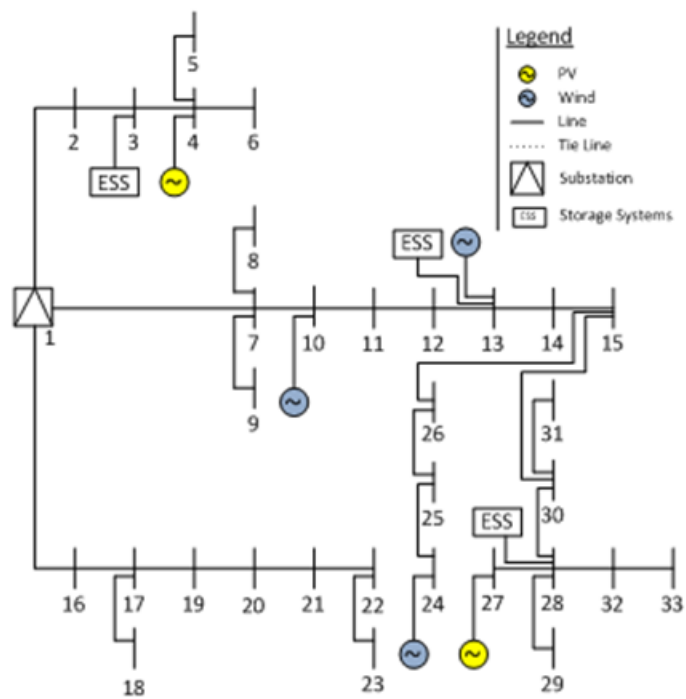 Legend
PV
Wind
Line
Tie Line
Substation
ESS Storage Systems
5
2 3 4 6
ESS
8
ESS
1
7 10 11 12 13 14 15
9
26 31
25 30
ESS
16 17 19 20 21 22 24 27 28 32 33
18 23 29